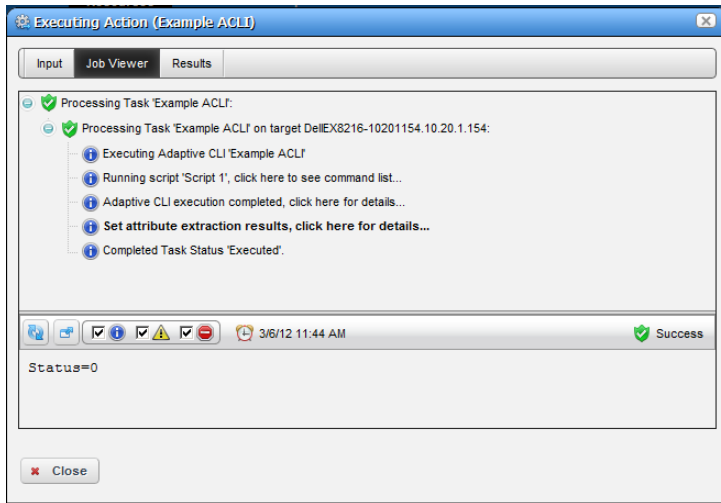 Executing Action (Example ACLI)
Input Job Viewer Results
Processing Task 'Example ACLI':
Processing Task 'Example ACLI' on target DellEX8216-10201154.10.20.1.154:
Executing Adaptive CLI 'Example ACLI'
Running script 'Script 1', click here to see command list...
Adaptive CLI execution completed, click here for details...
Set attribute extraction results, click here for details...
Completed Task Status 'Executed'.
3/6/12 11:44 AM Success
Status=0
Close